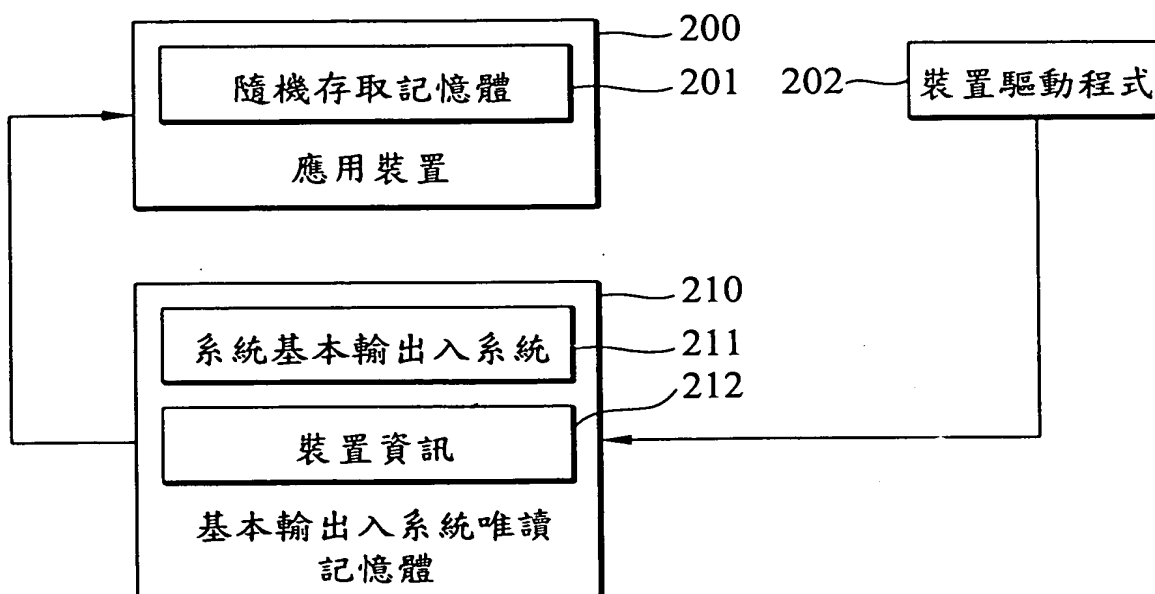 200
隨機存取記憶體
201
應用裝置
202
裝置驅動程式
210
系統基本輸出入系統
211
212
裝置資訊
基本輸出入系統唯讀
記憶體